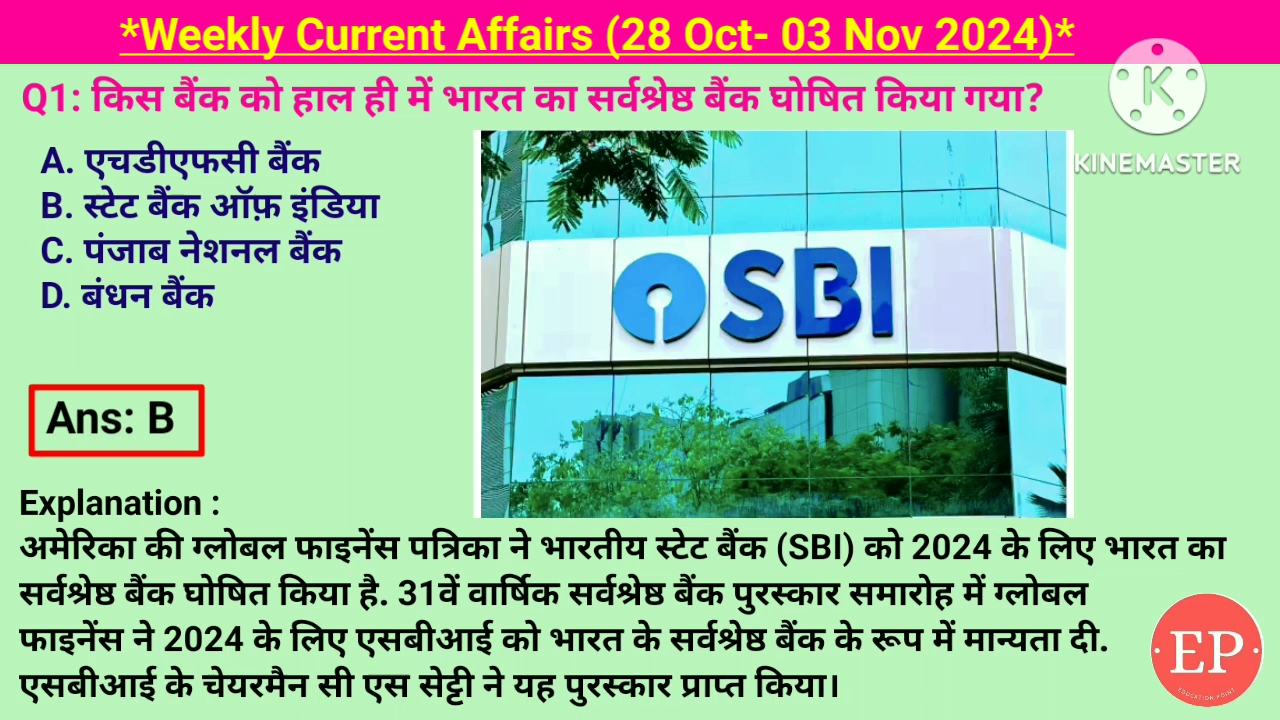 *Weekly Current Affairs (28 Oct- 03 Nov 2024)*
Q1: किस बैंक को हाल ही में भारत का सर्वश्रेष्ठ बैंक घोषित किया गया?
K
KINEMASTER
A. एचडीएफसी बैंक
B. स्टेट बैंक ऑफ़ इंडिया
C. पंजाब नेशनल बैंक
D. बंधन बैंक
SBI
Ans: B
Explanation :
अमेरिका की ग्लोबल फाइनेंस पत्रिका ने भारतीय स्टेट बैंक (SBI) को 2024 के लिए भारत का
सर्वश्रेष्ठ बैंक घोषित किया है. 31वें वार्षिक सर्वश्रेष्ठ बैंक पुरस्कार समारोह में ग्लोबल
फाइनेंस ने 2024 के लिए एसबीआई को भारत के सर्वश्रेष्ठ बैंक के रूप में मान्यता दी.
एसबीआई के चेयरमैन सी एस सेट्टी ने यह पुरस्कार प्राप्त किया।
EP
EDUCATION POINT